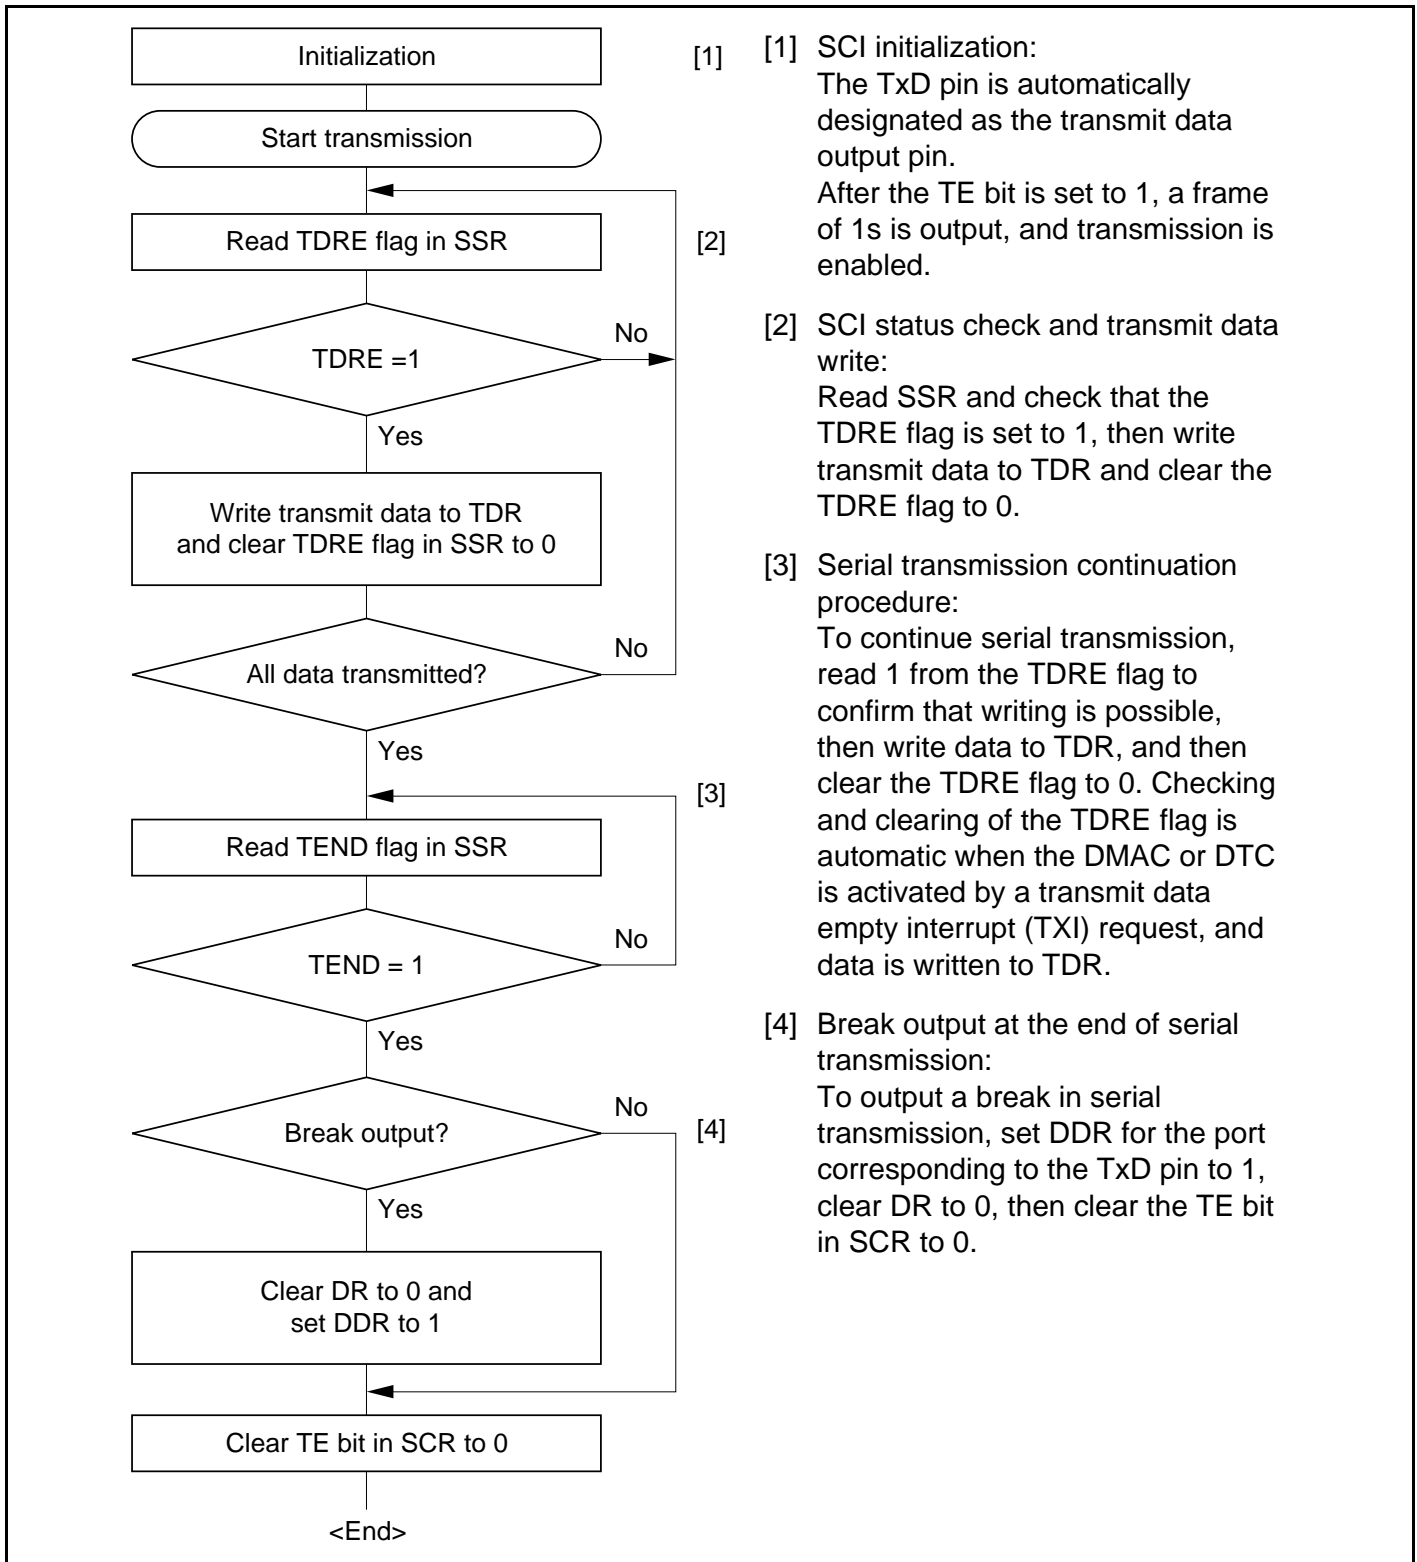 Initialization
[1]
Start transmission
Read TDRE flag in SSR
[2]
TDRE =1
No
Yes
Write transmit data to TDR
and clear TDRE flag in SSR to 0
All data transmitted?
No
Yes
[3]
Read TEND flag in SSR
TEND = 1
No
Yes
Break output?
No
[4]
Yes
Clear DR to 0 and
set DDR to 1
Clear TE bit in SCR to 0
<End>
[1] SCI initialization:
The TxD pin is automatically
designated as the transmit data
output pin.
After the TE bit is set to 1, a frame
of 1s is output, and transmission is
enabled.
[2] SCI status check and transmit data
write:
Read SSR and check that the
TDRE flag is set to 1, then write
transmit data to TDR and clear the
TDRE flag to 0.
[3] Serial transmission continuation
procedure:
To continue serial transmission,
read 1 from the TDRE flag to
confirm that writing is possible,
then write data to TDR, and then
clear the TDRE flag to 0. Checking
and clearing of the TDRE flag is
automatic when the DMAC or DTC
is activated by a transmit data
empty interrupt (TXI) request, and
data is written to TDR.
[4] Break output at the end of serial
transmission:
To output a break in serial
transmission, set DDR for the port
corresponding to the TxD pin to 1,
clear DR to 0, then clear the TE bit
in SCR to 0.